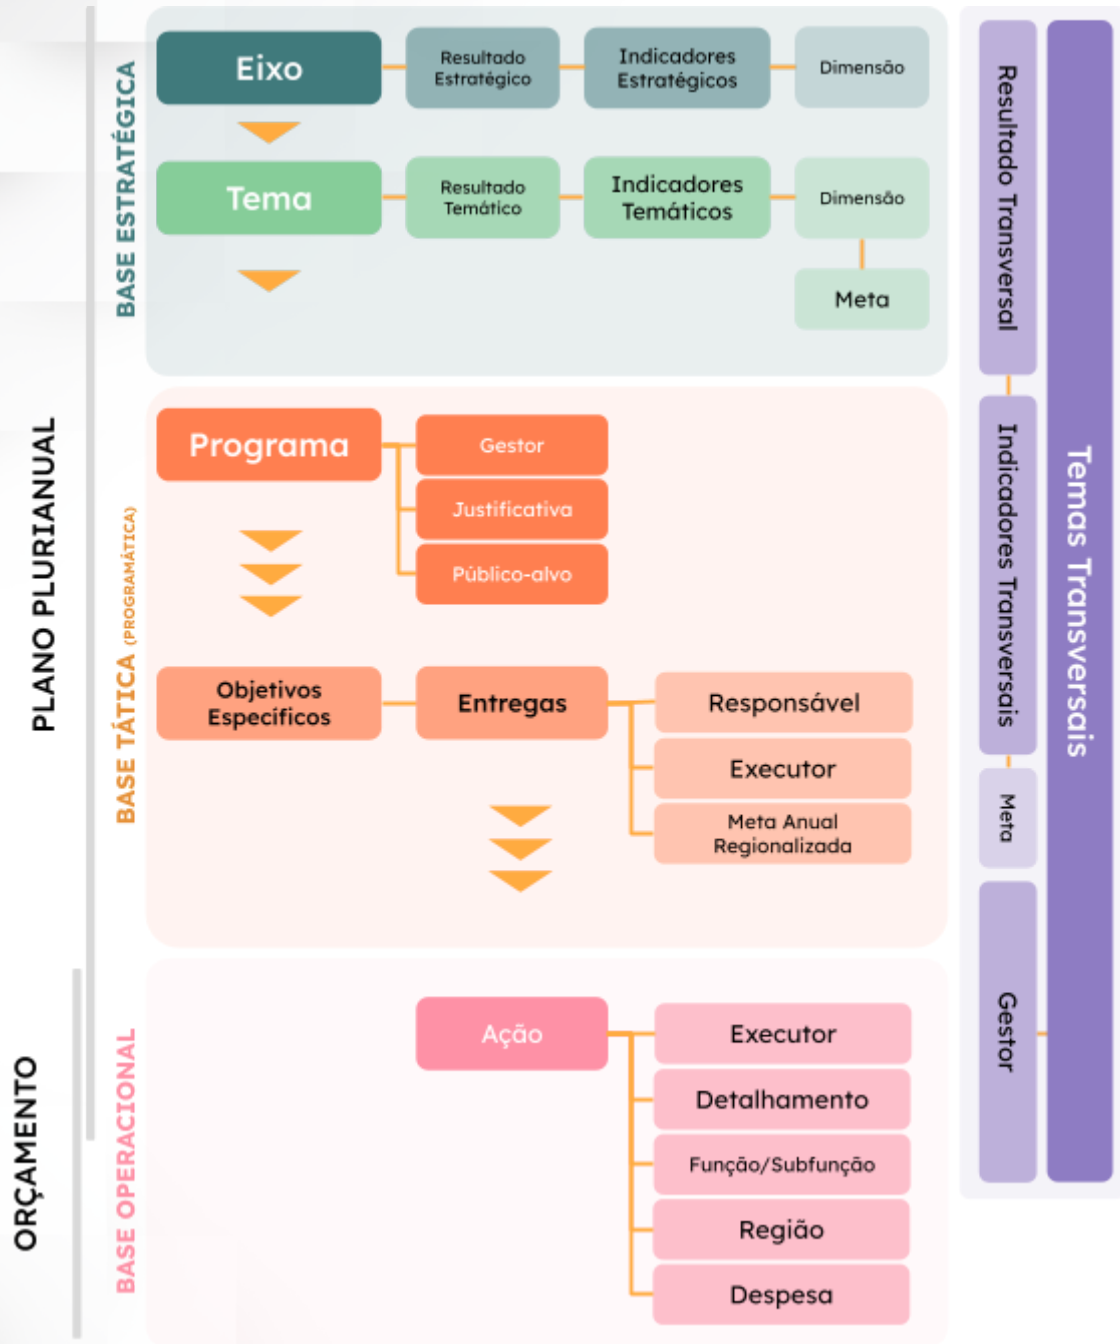 PLANO PLURIANUAL
ORÇAMENTO
BASE ESTRATÉGICA
Eixo
Resultado
Estratégico
Indicadores
Estratégicos
Dimensão
Tema
Resultado
Temático
Indicadores
Temáticos
Dimensão
Meta
BASE TÁTICA (PROGRAMÁTICA)
Programa
Gestor
Justificativa
Público-alvo
Objetivos
Específicos
Entregas
Responsável
Executor
Meta Anual
Regionalizada
BASE OPERACIONAL
Ação
Executor
Detalhamento
Função/Subfunção
Região
Despesa
Resultado Transversal
Indicadores Transversais
Meta
Gestor
Temas Transversais